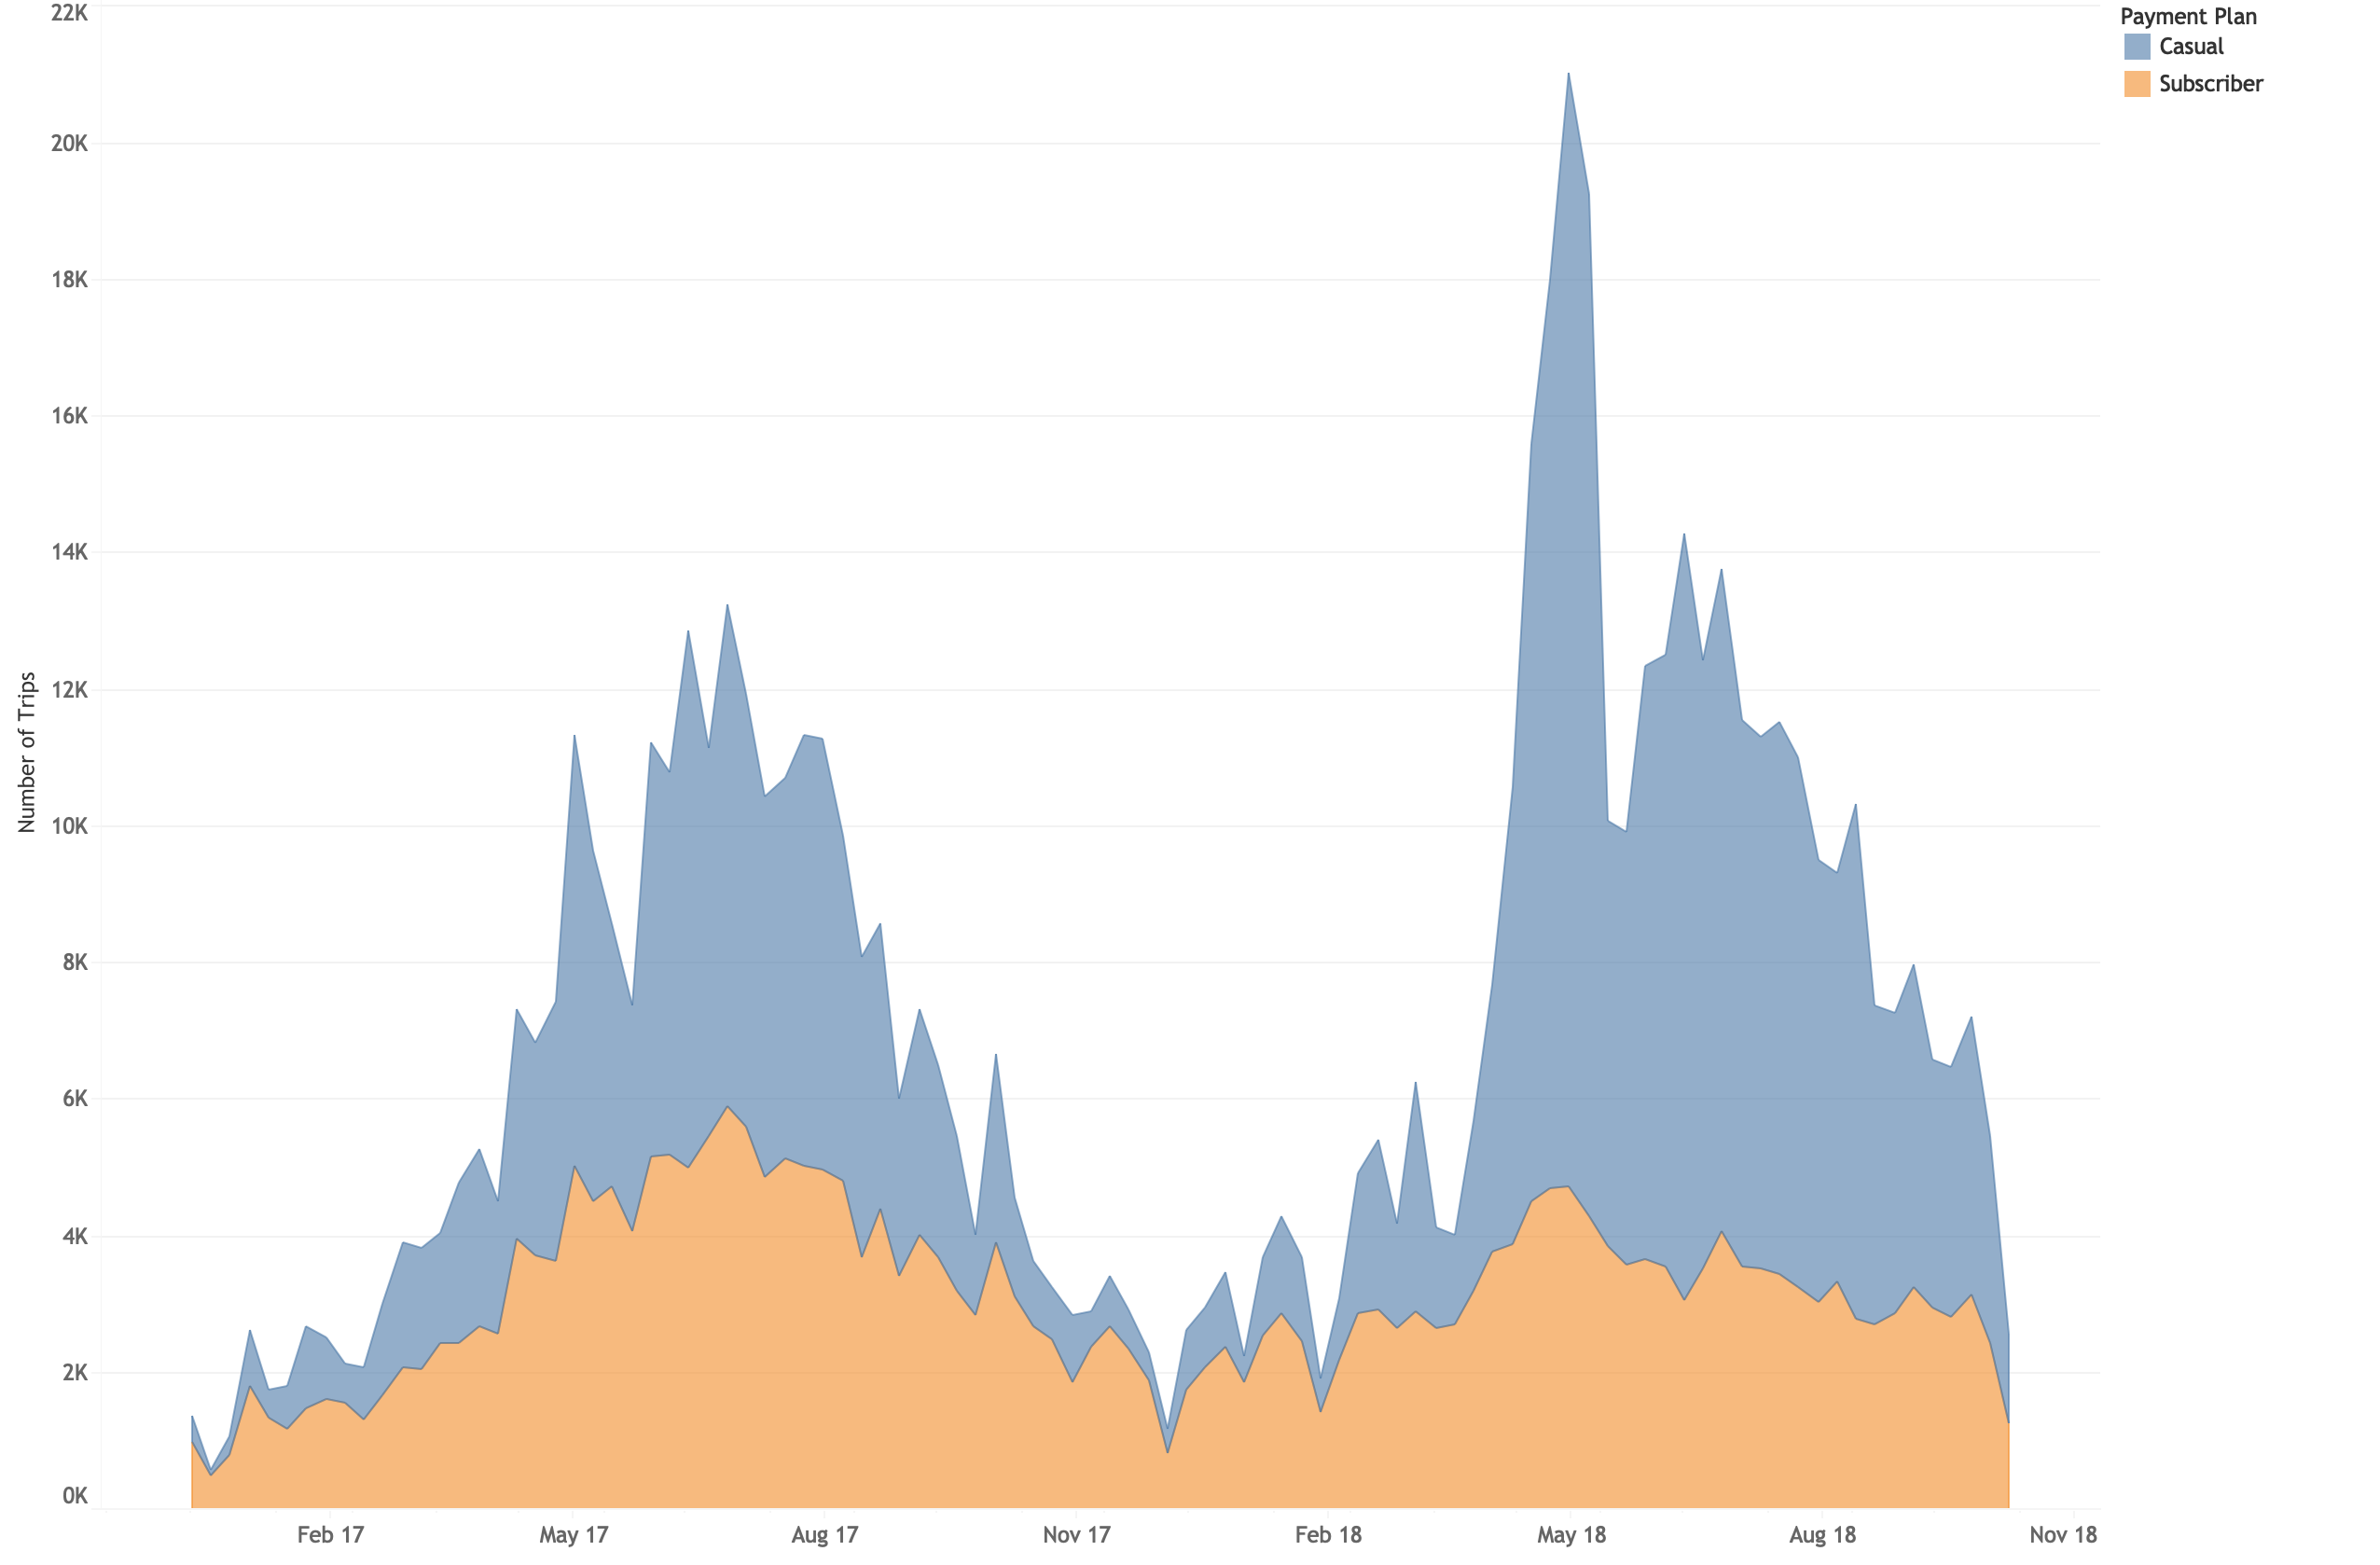 Payment Plan
Casual
Subscriber
Number of Trips
22K
20K
18K
16K
14K
12K
10K
8K
6K
4K
2K
0K
Feb 17 May 17 Aug 17 Nov 17 Feb 18 May 18 Aug 18 Nov 18